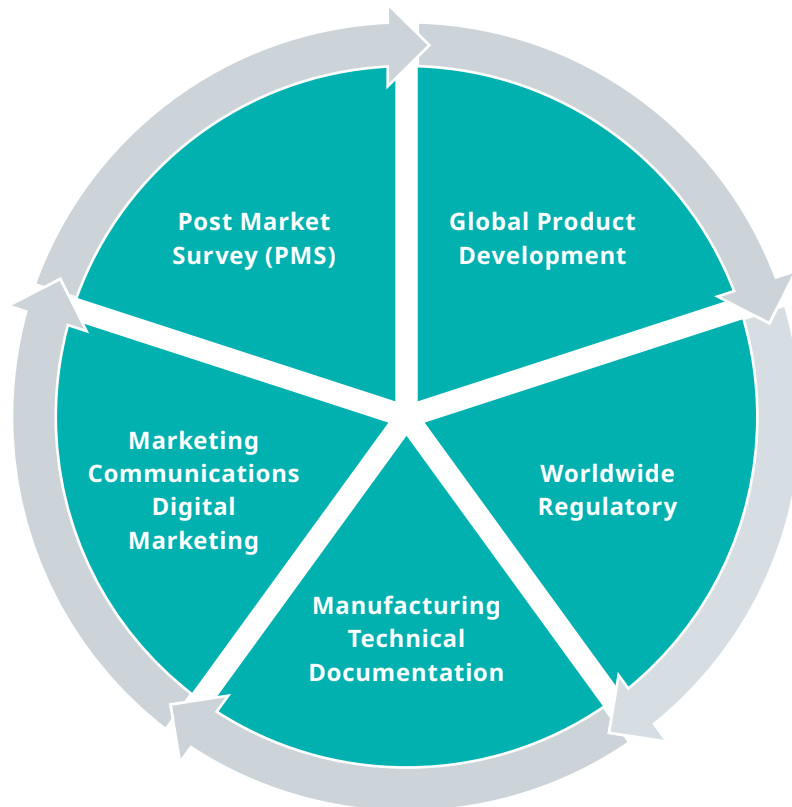 Post Market
Survey (PMS)
Global Product
Development
Worldwide
Regulatory
Manufacturing
Technical
Documentation
Marketing
Communications
Digital
Marketing